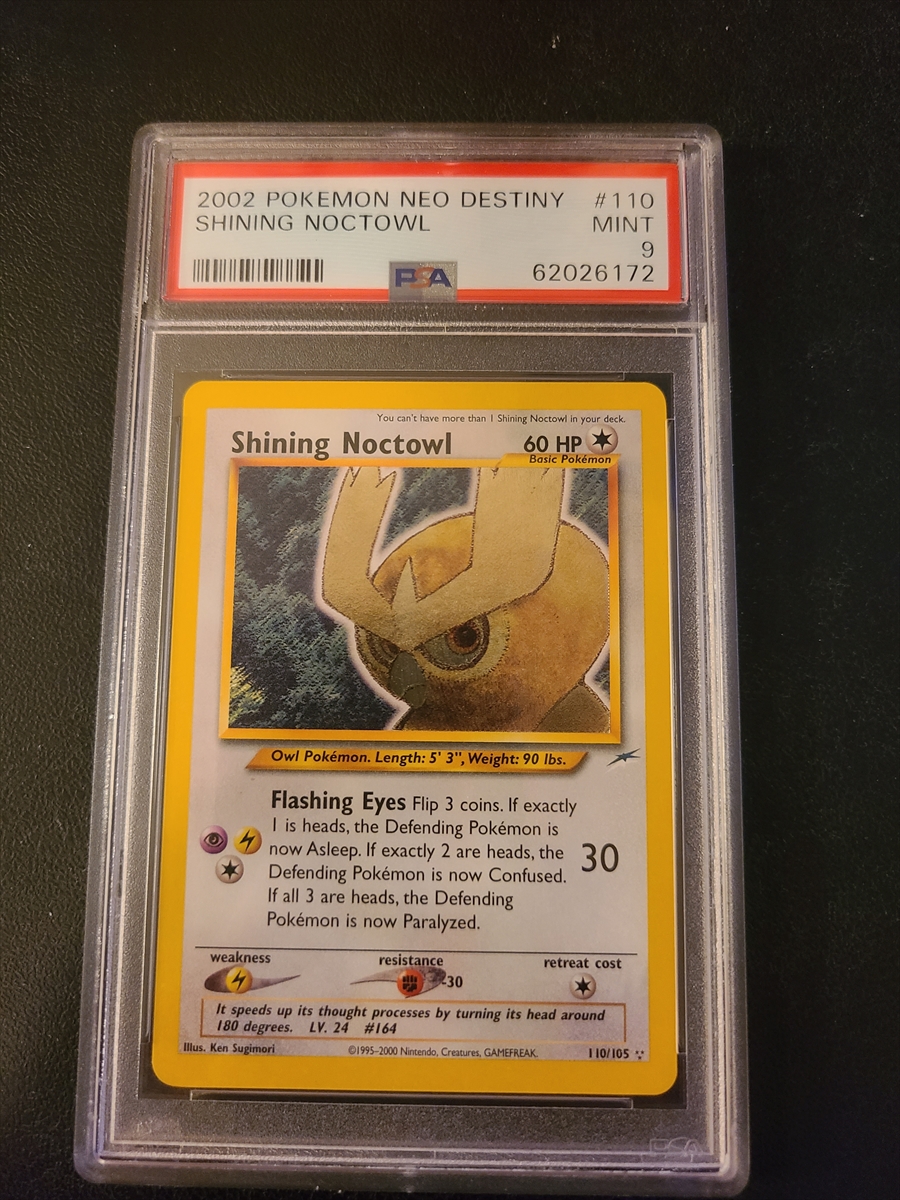 2002 POKEMON NEO DESTINY #110
SHINING NOCTOWL MINT
9
PSA 62026172
You can't have more than 1 Shining Noctowl in your deck.
Shining Noctowl 60 HP
Basic Pokémon
Owl Pokémon. Length: 5' 3", Weight: 90 lbs.
Flashing Eyes Flip 3 coins. If exactly
1 is heads, the Defending Pokémon is
now Asleep. If exactly 2 are heads, the
Defending Pokémon is now Confused.
If all 3 are heads, the Defending
Pokémon is now Paralyzed.
30
weakness resistance retreat cost
-30
It speeds up its thought processes by turning its head around
180 degrees. LV. 24 #164
Illus. Ken Sugimori ©1995-2000 Nintendo, Creatures, GAMEFREAK. 110/105